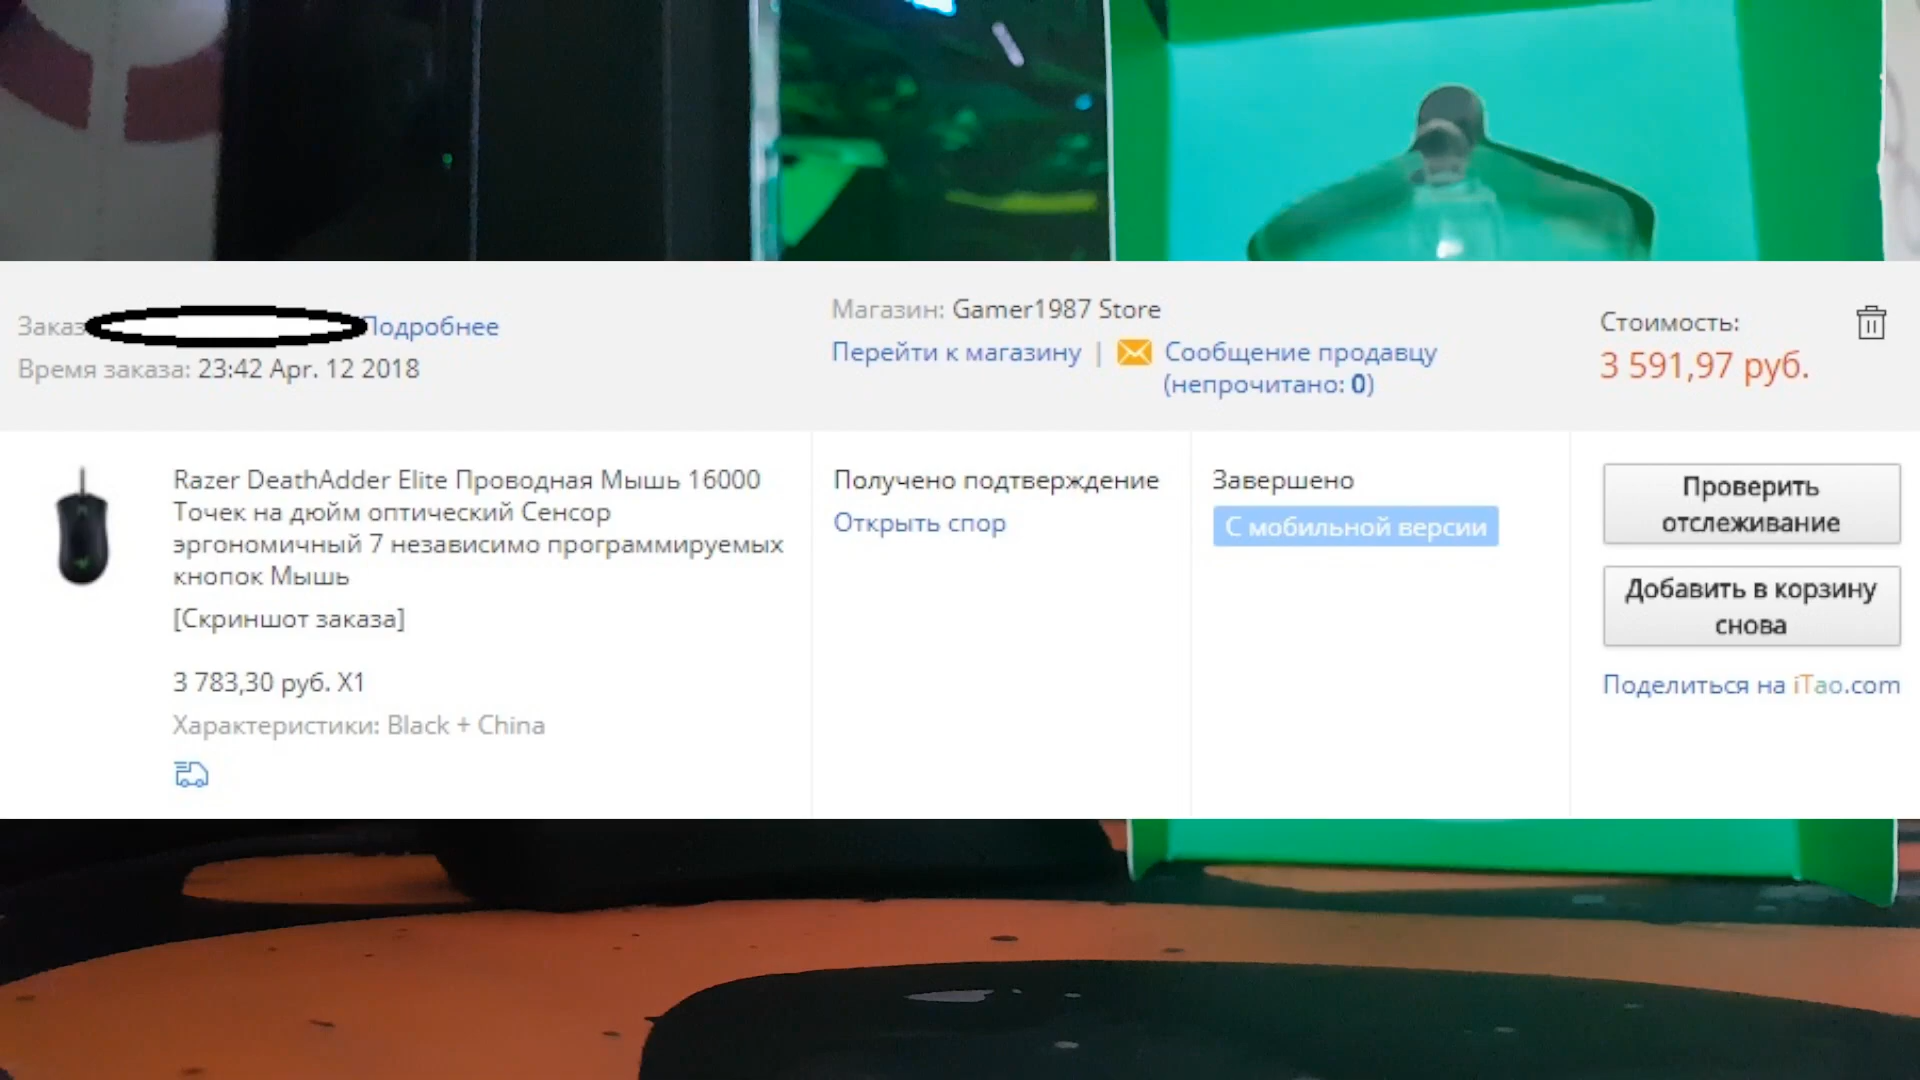 Заказ
Подробнее
Время заказа: 23:42 Apr. 12 2018
Магазин: Gamer1987 Store
Перейти к магазину | Сообщение продавцу
(непрочитано: 0)
Стоимость:
3 591,97 руб.
Razer DeathAdder Elite Проводная Мышь 16000
Точек на дюйм оптический Сенсор
эргономичный 7 независимо программируемых
кнопок Мышь
[Скриншот заказа]
3 783,30 руб. X1
Характеристики: Black + China
Получено подтверждение
Открыть спор
Завершено
С мобильной версии
Проверить
отслеживание
Добавить в корзину
снова
Поделиться на iTao.com